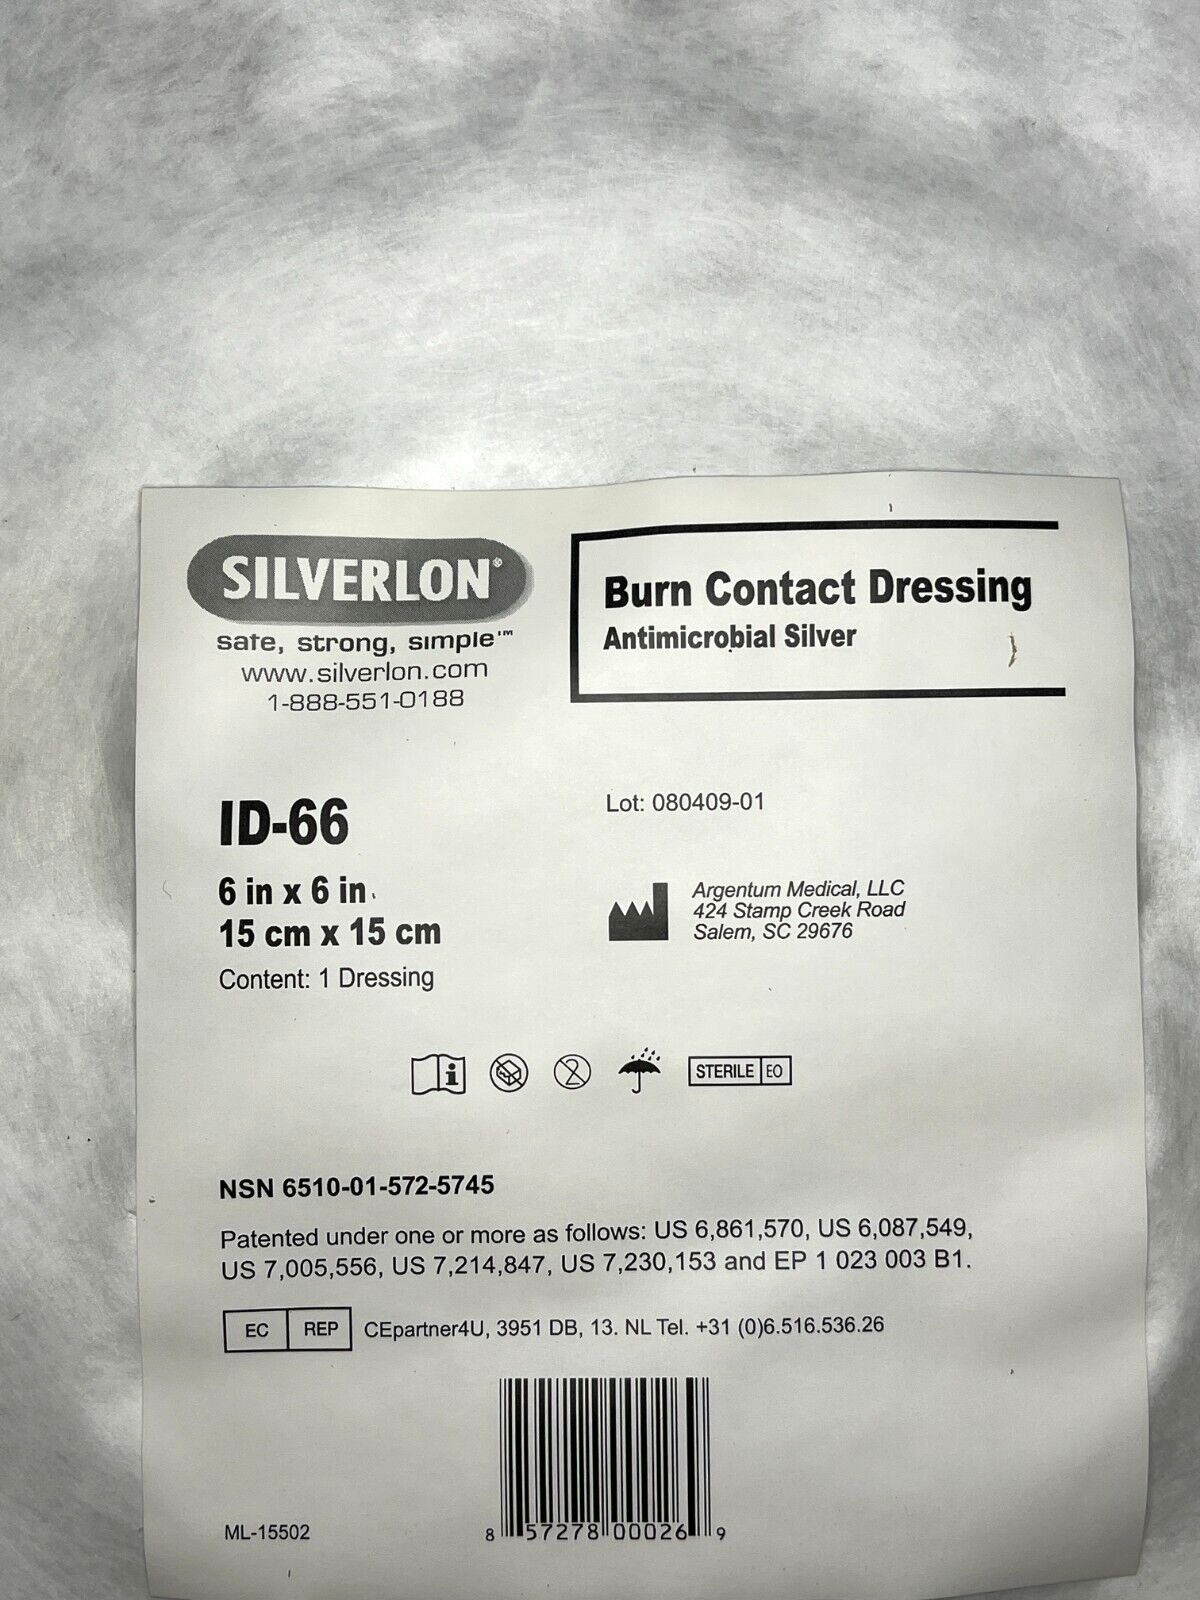 SILVERLON®
safe, strong, simple™
www.silverlon.com
1-888-551-0188
Burn Contact Dressing
Antimicrobial Silver
ID-66
6 in x 6 in.
15 cm x 15 cm
Content: 1 Dressing
Lot: 080409-01
Argentum Medical, LLC
424 Stamp Creek Road
Salem, SC 29676
i 2 STERILE EO
NSN 6510-01-572-5745
Patented under one or more as follows: US 6,861,570, US 6,087,549,
US 7,005,556, US 7,214,847, US 7,230,153 and EP 1 023 003 B1.
EC REP CEpartner4U, 3951 DB, 13. NL Tel. +31 (0)6.516.536.26
ML-15502
8 57278 00026 9